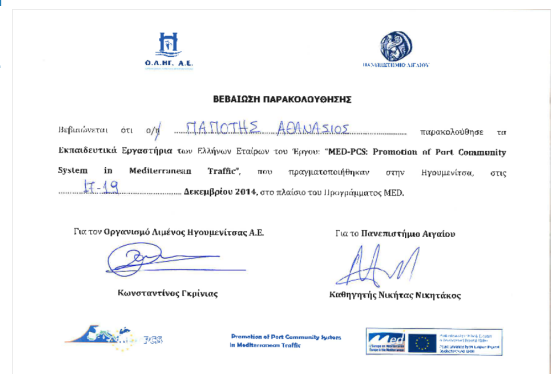 Ο.Λ.ΗΓ. Α.Ε.
ΠΑΝΕΠΙΣΤΗΜΙΟ ΑΙΓΑΙΟΥ
ΒΕΒΑΙΩΣΗ ΠΑΡΑΚΟΛΟΥΘΗΣΗΣ
Βεβαιώνεται ότι ο/η ΠΑΠΟΤΗΣ ΑΘΑΝΑΣΙΟΣ παρακολούθησε τα
Εκπαιδευτικά Εργαστήρια των Ελλήνων Εταίρων του Έργου: "MED-PCS: Promotion of Port Community
System in Mediterranean Traffic", που πραγματοποιήθηκαν στην Ηγουμενίτσα, στις
17-19 Δεκεμβρίου 2014, στο πλαίσιο του Προγράμματος MED.
Για τον Οργανισμό Λιμένος Ηγουμενίτσας Α.Ε.
Για το Πανεπιστήμιο Αιγαίου
Κωνσταντίνος Γκρίνιας
Καθηγητής Νικήτας Νικητάκος
Promotion of Port Community System
in Mediterranean Traffic
Med